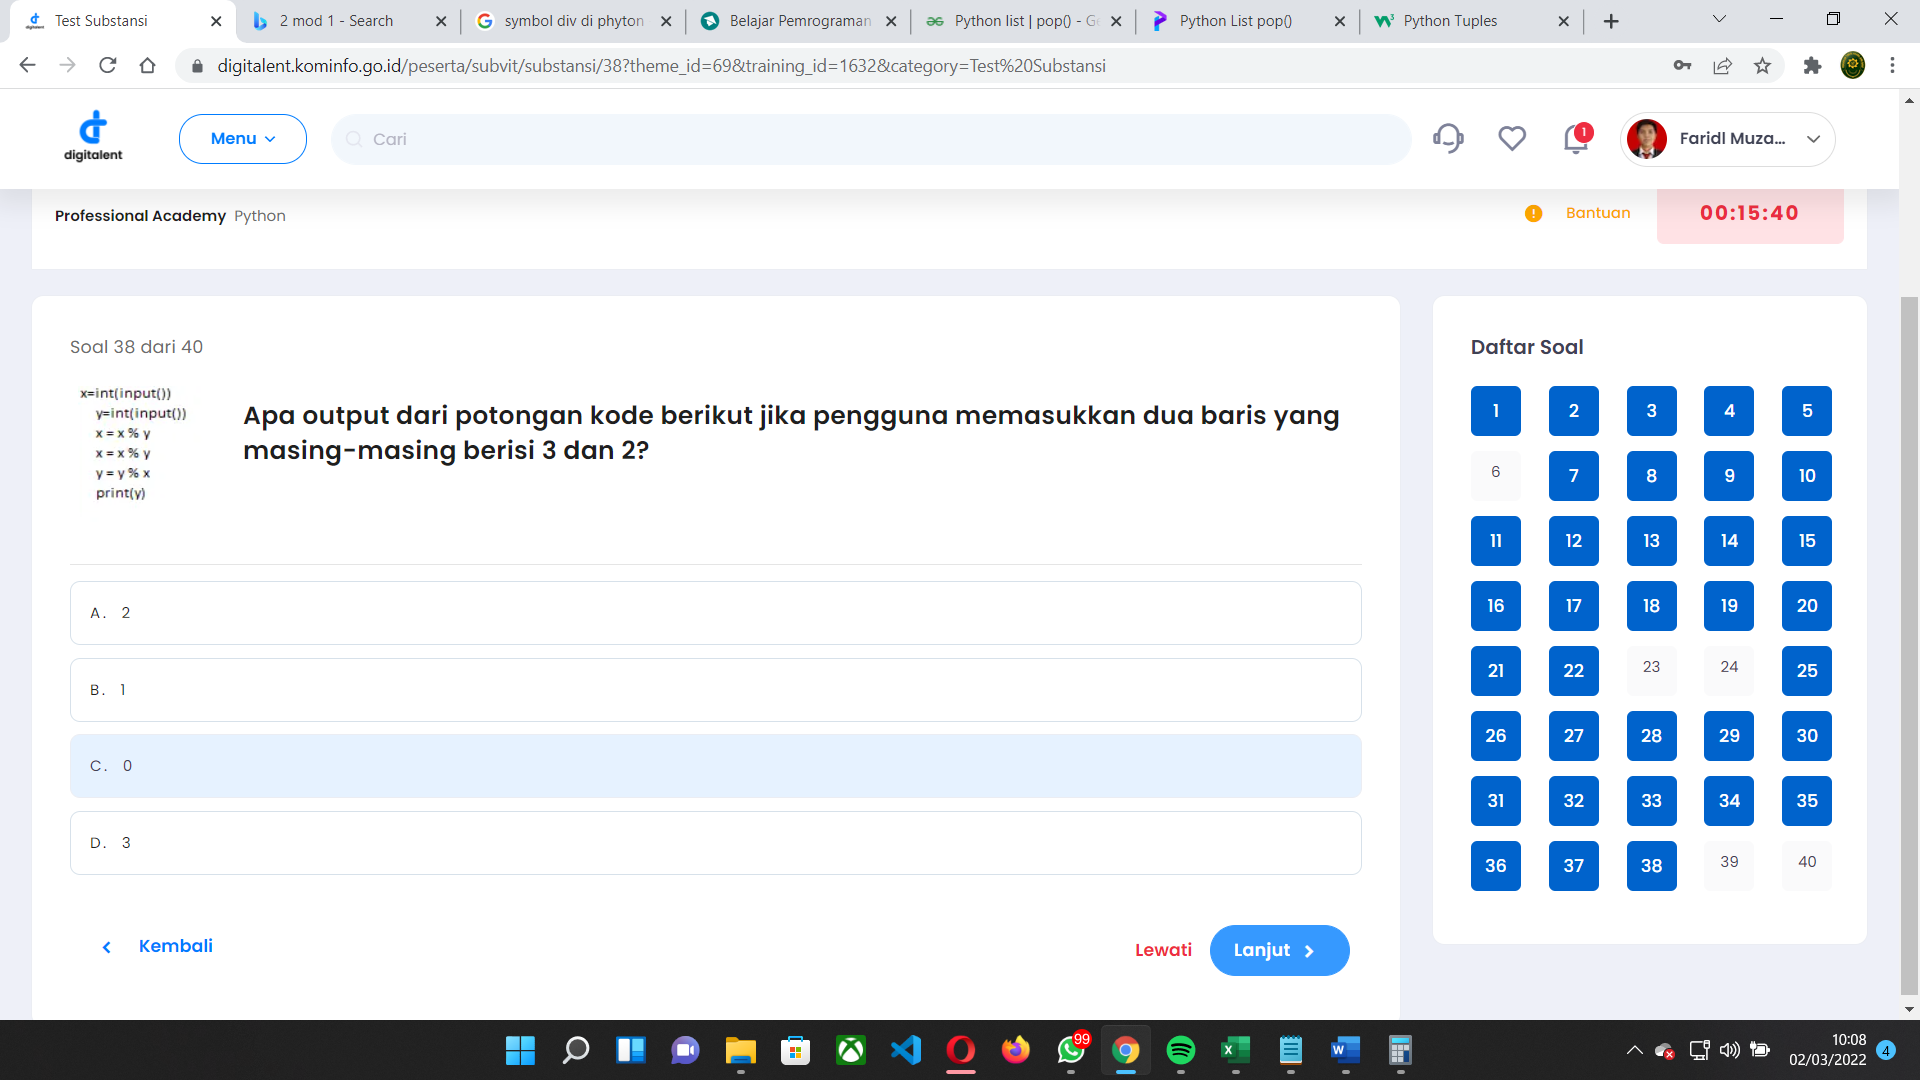 Test Substansi
2 mod 1 - Search
symbol div di phyton
Belajar Pemrograman
Python list | pop() - Ge
Python List pop()
Python Tuples
digitalent.kominfo.go.id/peserta/subvit/substansi/38?theme_id=69&training_id=1632&category=Test%20Substansi
digitalent
Menu
Cari
1
Faridl Muza...
Professional Academy Python
Bantuan
00:15:40
Soal 38 dari 40
x=int(input())
y=int(input())
x = x % y
x = x % y
y = y % x
print(y)
Apa output dari potongan kode berikut jika pengguna memasukkan dua baris yang
masing-masing berisi 3 dan 2?
A. 2
B. 1
C. 0
D. 3
Kembali
Lewati
Lanjut
Daftar Soal
1 2 3 4 5
6 7 8 9 10
11 12 13 14 15
16 17 18 19 20
21 22 23 24 25
26 27 28 29 30
31 32 33 34 35
36 37 38 39 40
99
10:08
02/03/2022
4